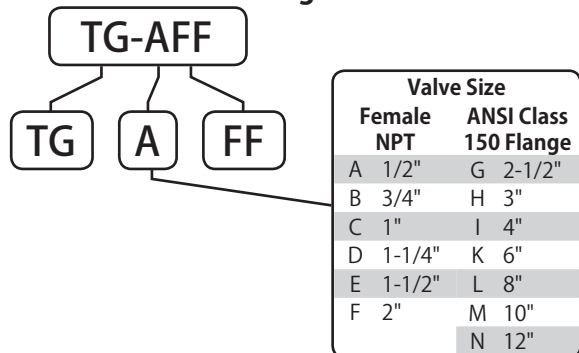 TG-AFF
TG A FF
Valve Size
Female NPT ANSI Class 150 Flange
A 1/2" G 2-1/2"
B 3/4" H 3"
C 1" I 4"
D 1-1/4" K 6"
E 1-1/2" L 8"
F 2" M 10"
N 12"